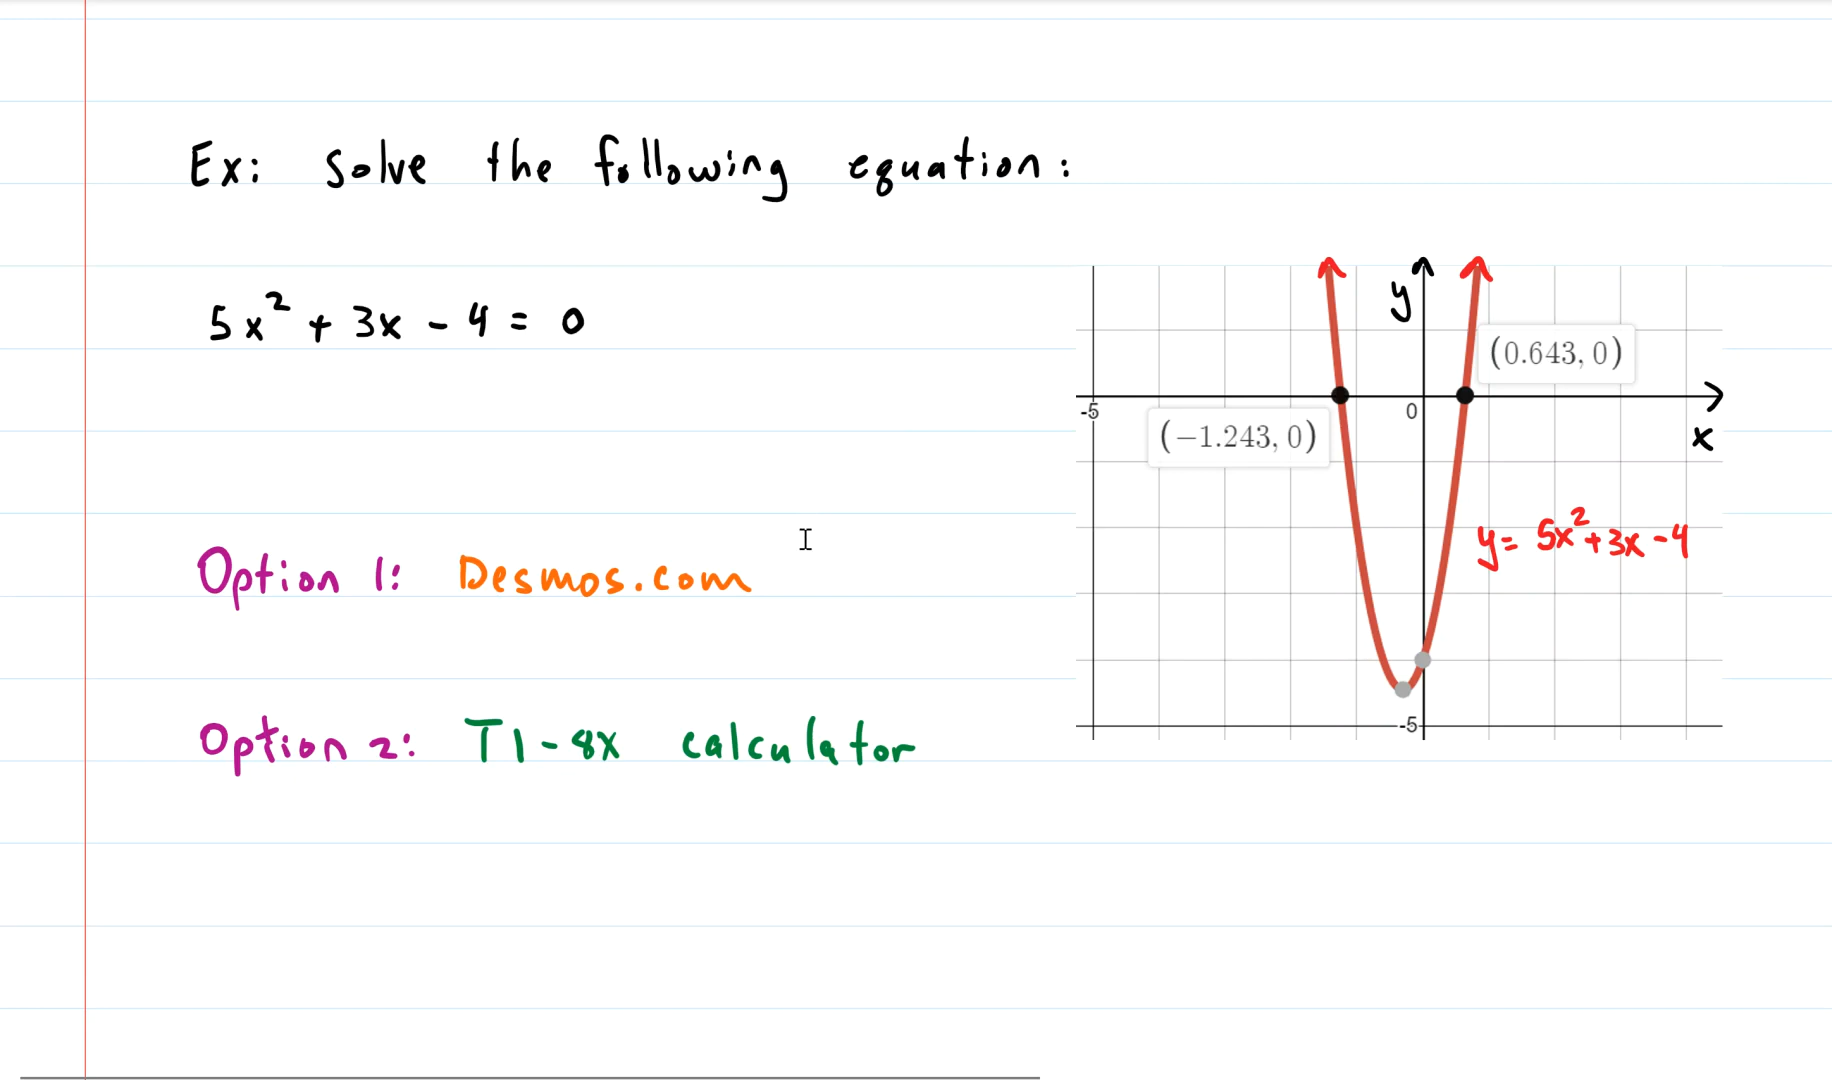 Ex: Solve the following equation:
5x² + 3x - 4 = 0
y
(0.643, 0)
-5
0
(−1.243, 0)
x
y = 5x² + 3x - 4
Option 1: Desmos.com
-5
Option 2: TI-8X calculator